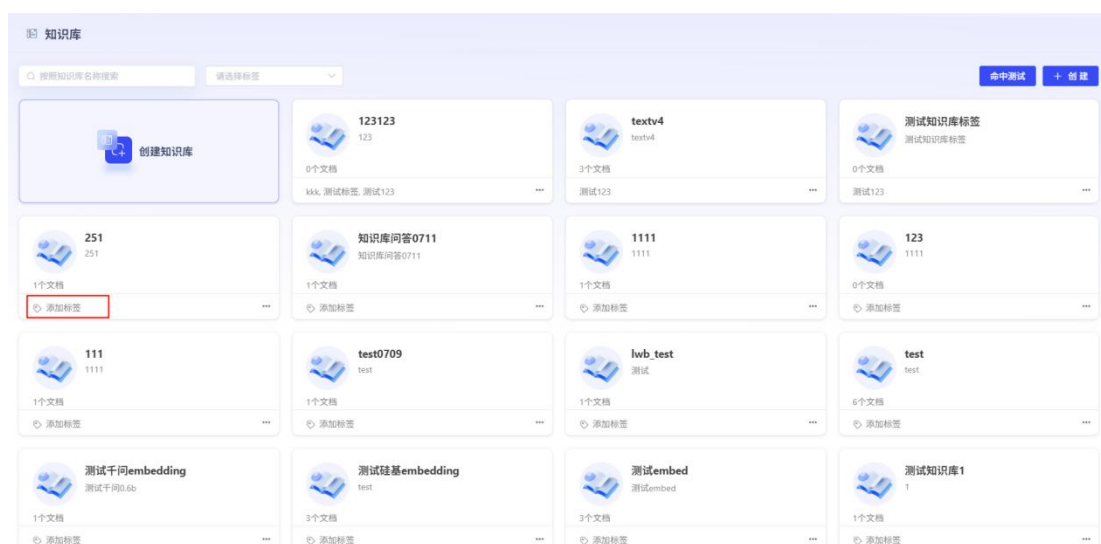 知识库
按照知识库名称搜索
请选择标签
命中测试
+ 创建
创建知识库
123123
123
0个文档
kkk, 测试标签, 测试123
textv4
textv4
3个文档
测试123
测试知识库标签
测试知识库标签
0个文档
测试123
251
251
1个文档
添加标签
知识库问答0711
知识库问答0711
1个文档
添加标签
1111
1111
1个文档
添加标签
123
1111
0个文档
添加标签
111
1111
1个文档
添加标签
test0709
test
1个文档
添加标签
lwb_test
测试
1个文档
添加标签
test
test
6个文档
添加标签
测试千问embedding
测试千问0.6b
1个文档
添加标签
测试硅基embedding
test
3个文档
添加标签
测试embed
测试embed
3个文档
添加标签
测试知识库1
1
1个文档
添加标签